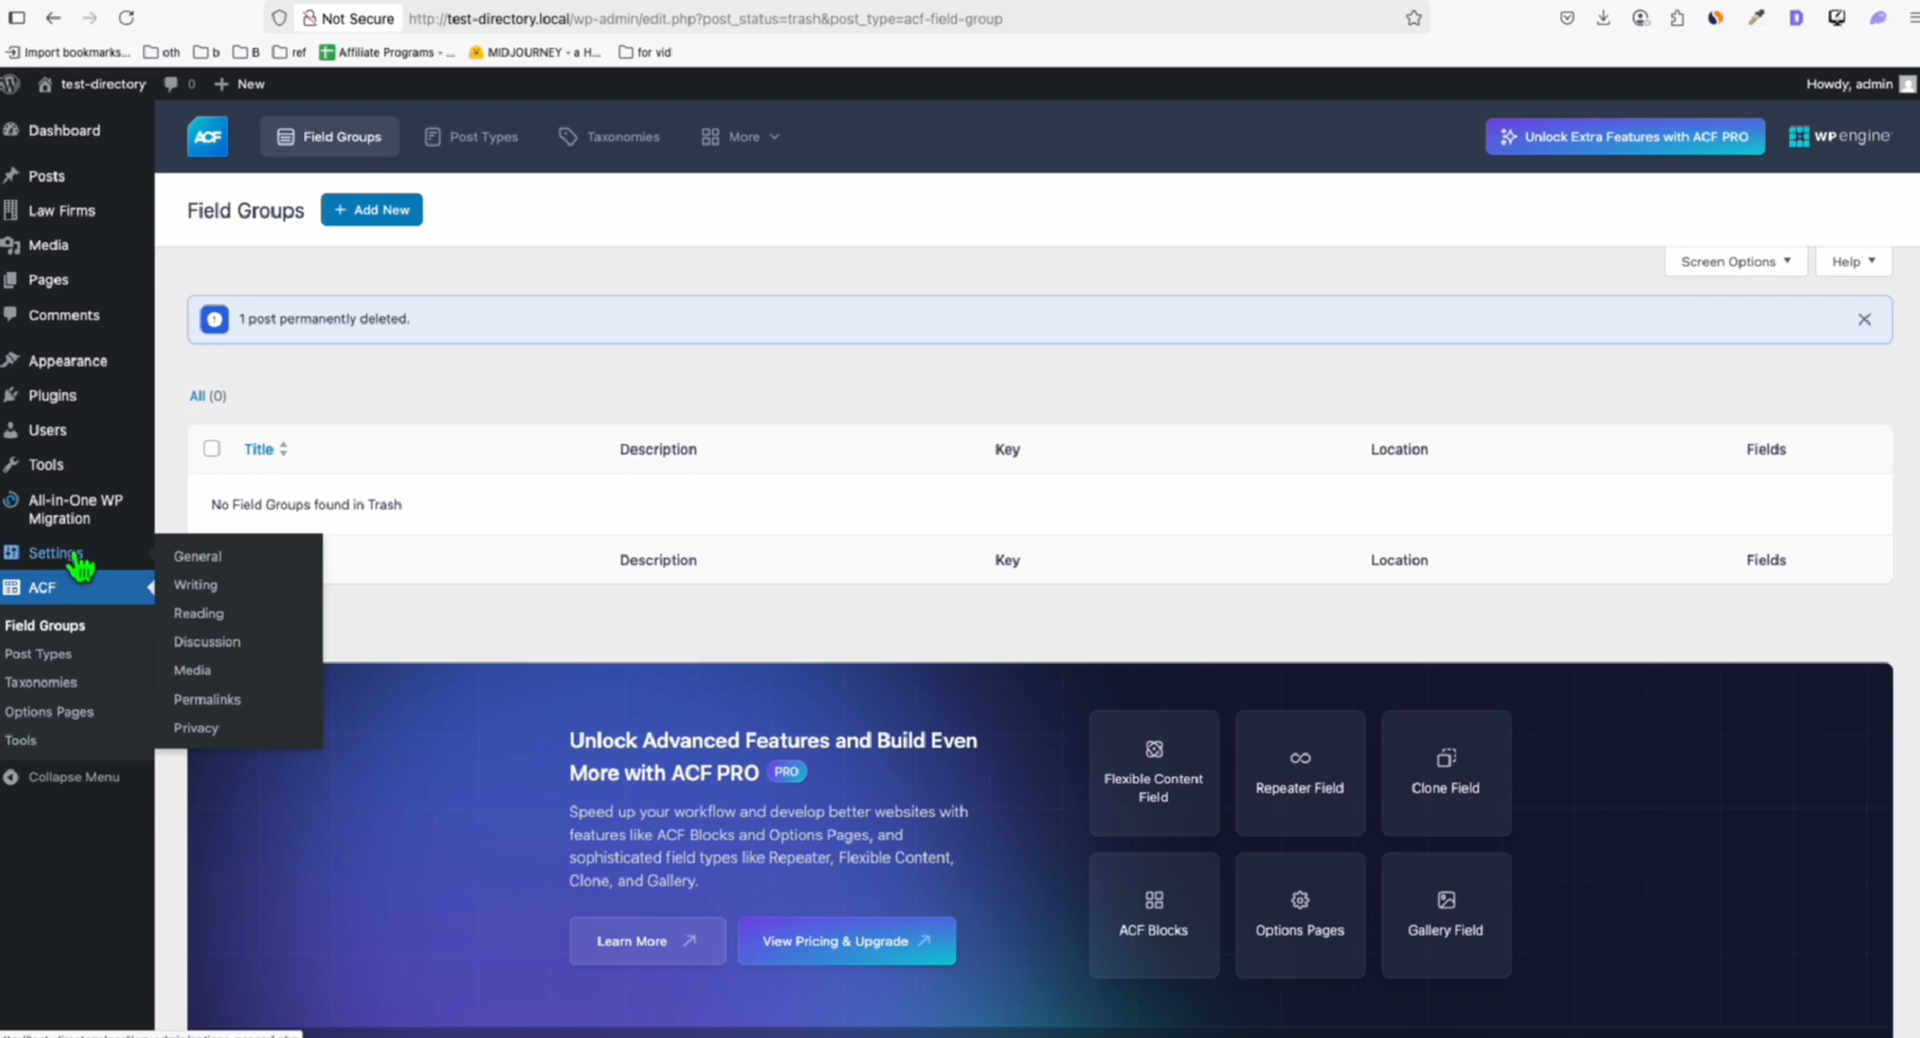 Not Secure
http://test-directory.local/wp-admin/edit.php?post_status=trash&post_type=acf-field-group
Import bookmarks...
oth
b
B
ref
Affiliate Programs - ...
MIDJOURNEY - a H...
for vid
test-directory
0
New
Howdy, admin
Dashboard
Posts
Law Firms
Media
Pages
Comments
Appearance
Plugins
Users
Tools
All-in-One WP
Migration
Settings
ACF
Field Groups
Post Types
Taxonomies
Options Pages
Tools
Collapse Menu
General
Writing
Reading
Discussion
Media
Permalinks
Privacy
ACF
Field Groups
Post Types
Taxonomies
More
Unlock Extra Features with ACF PRO
WP engine
Field Groups
+ Add New
Screen Options
Help
1 post permanently deleted.
All (0)
Title
Description
Key
Location
Fields
No Field Groups found in Trash
Description
Key
Location
Fields
Unlock Advanced Features and Build Even
More with ACF PRO PRO
Speed up your workflow and develop better websites with
features like ACF Blocks and Options Pages, and
sophisticated field types like Repeater, Flexible Content,
Clone, and Gallery.
Learn More
View Pricing & Upgrade
Flexible Content
Field
Repeater Field
Clone Field
ACF Blocks
Options Pages
Gallery Field